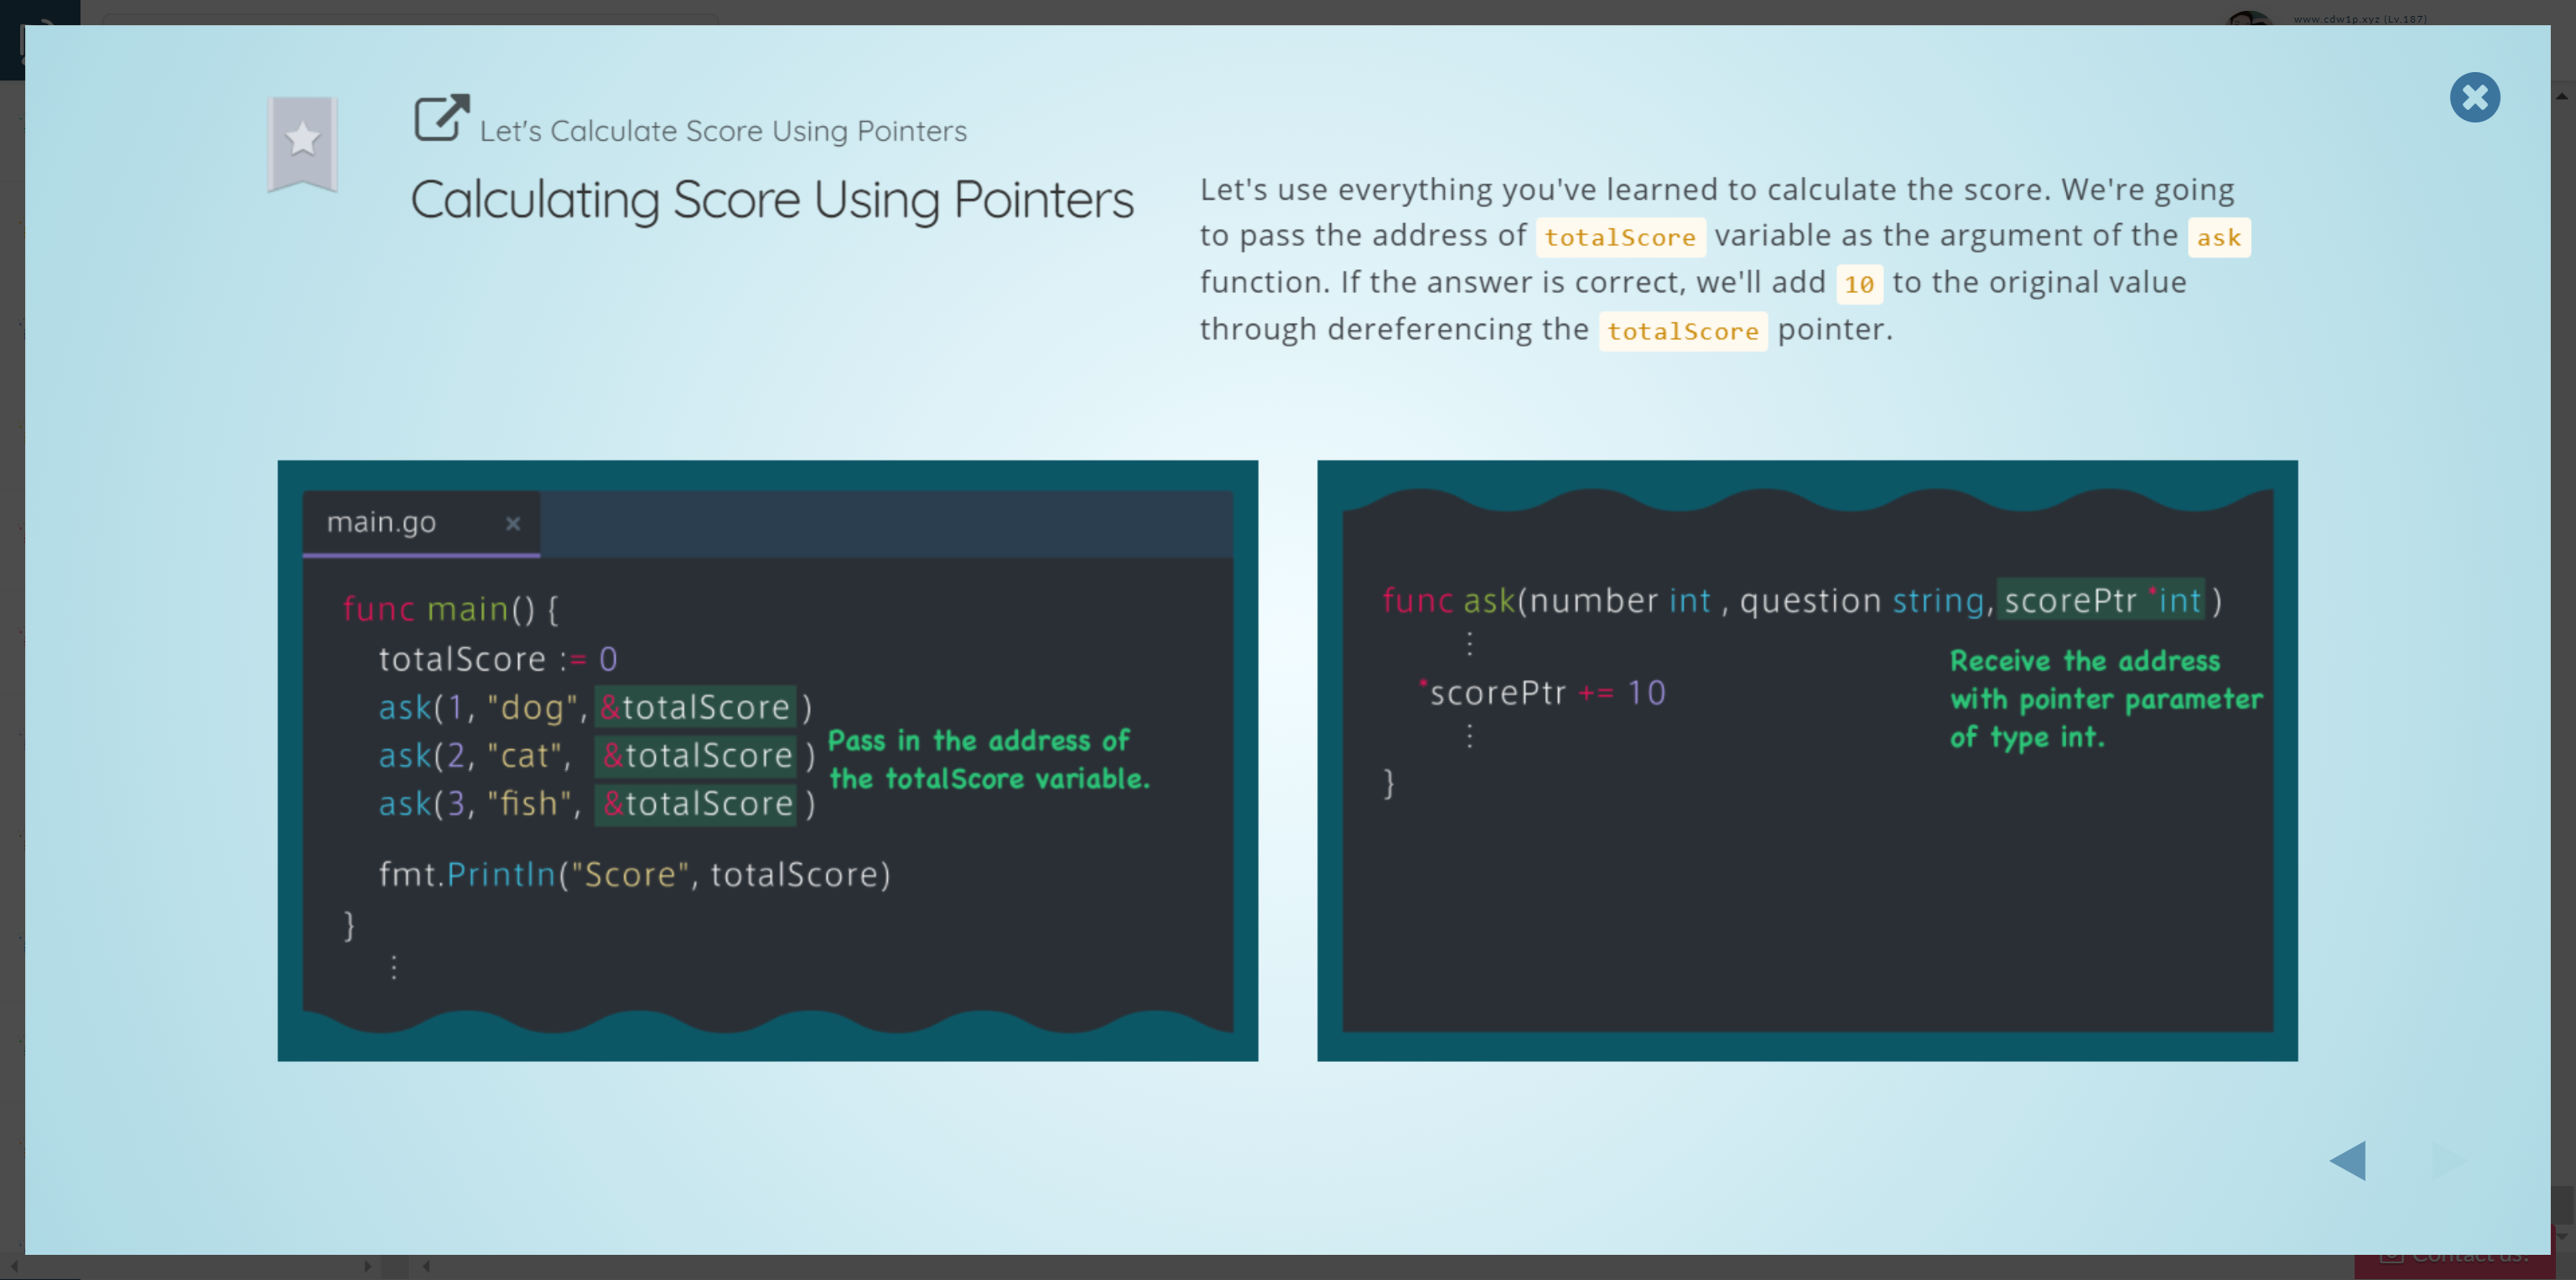 www.cdw1p.xyz (Lv.187)
Let's Calculate Score Using Pointers
Calculating Score Using Pointers
Let's use everything you've learned to calculate the score. We're going
to pass the address of totalScore variable as the argument of the ask
function. If the answer is correct, we'll add 10 to the original value
through dereferencing the totalScore pointer.
main.go ×
func main() {
totalScore := 0
ask(1, "dog", &totalScore )
ask(2, "cat", &totalScore )
ask(3, "fish", &totalScore )
Pass in the address of
the totalScore variable.
fmt.Println("Score", totalScore)
}
⋮
func ask(number int , question string, scorePtr *int )
⋮
*scorePtr += 10
⋮
}
Receive the address
with pointer parameter
of type int.
Contact us!